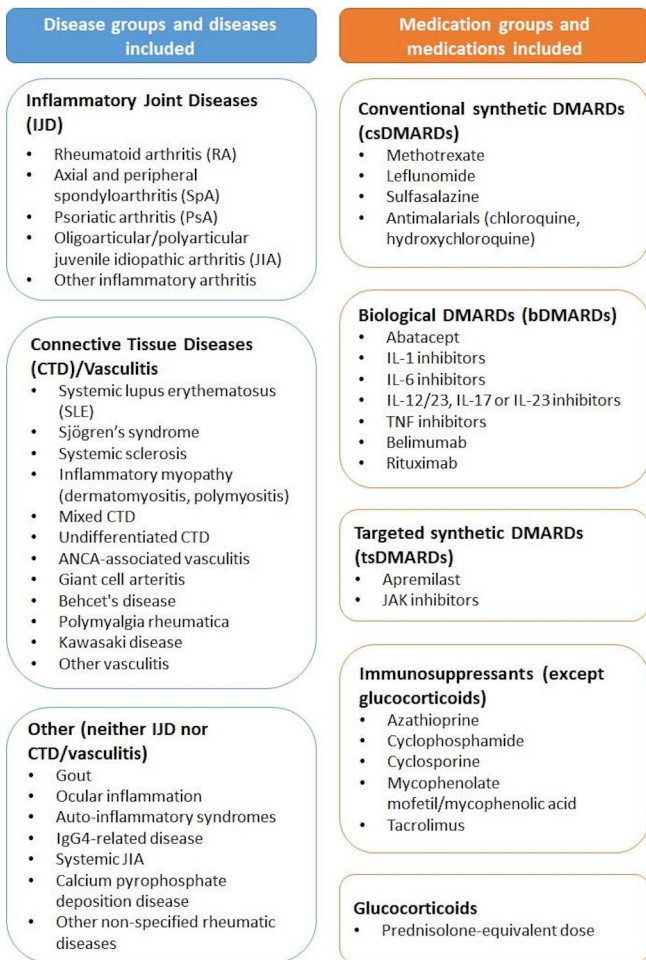 Disease groups and diseases
included
Inflammatory Joint Diseases
(IJD)
• Rheumatoid arthritis (RA)
• Axial and peripheral
spondyloarthritis (SpA)
• Psoriatic arthritis (PsA)
• Oligoarticular/polyarticular
juvenile idiopathic arthritis (JIA)
• Other inflammatory arthritis
Connective Tissue Diseases
(CTD)/Vasculitis
• Systemic lupus erythematosus
(SLE)
• Sjögren's syndrome
• Systemic sclerosis
• Inflammatory myopathy
(dermatomyositis, polymyositis)
• Mixed CTD
• Undifferentiated CTD
• ANCA-associated vasculitis
• Giant cell arteritis
• Behcet's disease
• Polymyalgia rheumatica
• Kawasaki disease
• Other vasculitis
Other (neither IJD nor
CTD/vasculitis)
• Gout
• Ocular inflammation
• Auto-inflammatory syndromes
• IgG4-related disease
• Systemic JIA
• Calcium pyrophosphate
deposition disease
• Other non-specified rheumatic
diseases
Medication groups and
medications included
Conventional synthetic DMARDs
(csDMARDs)
• Methotrexate
• Leflunomide
• Sulfasalazine
• Antimalarials (chloroquine,
hydroxychloroquine)
Biological DMARDs (bDMARDs)
• Abatacept
• IL-1 inhibitors
• IL-6 inhibitors
• IL-12/23, IL-17 or IL-23 inhibitors
• TNF inhibitors
• Belimumab
• Rituximab
Targeted synthetic DMARDs
(tsDMARDs)
• Apremilast
• JAK inhibitors
Immunosuppressants (except
glucocorticoids)
• Azathioprine
• Cyclophosphamide
• Cyclosporine
• Mycophenolate
mofetil/mycophenolic acid
• Tacrolimus
Glucocorticoids
• Prednisolone-equivalent dose